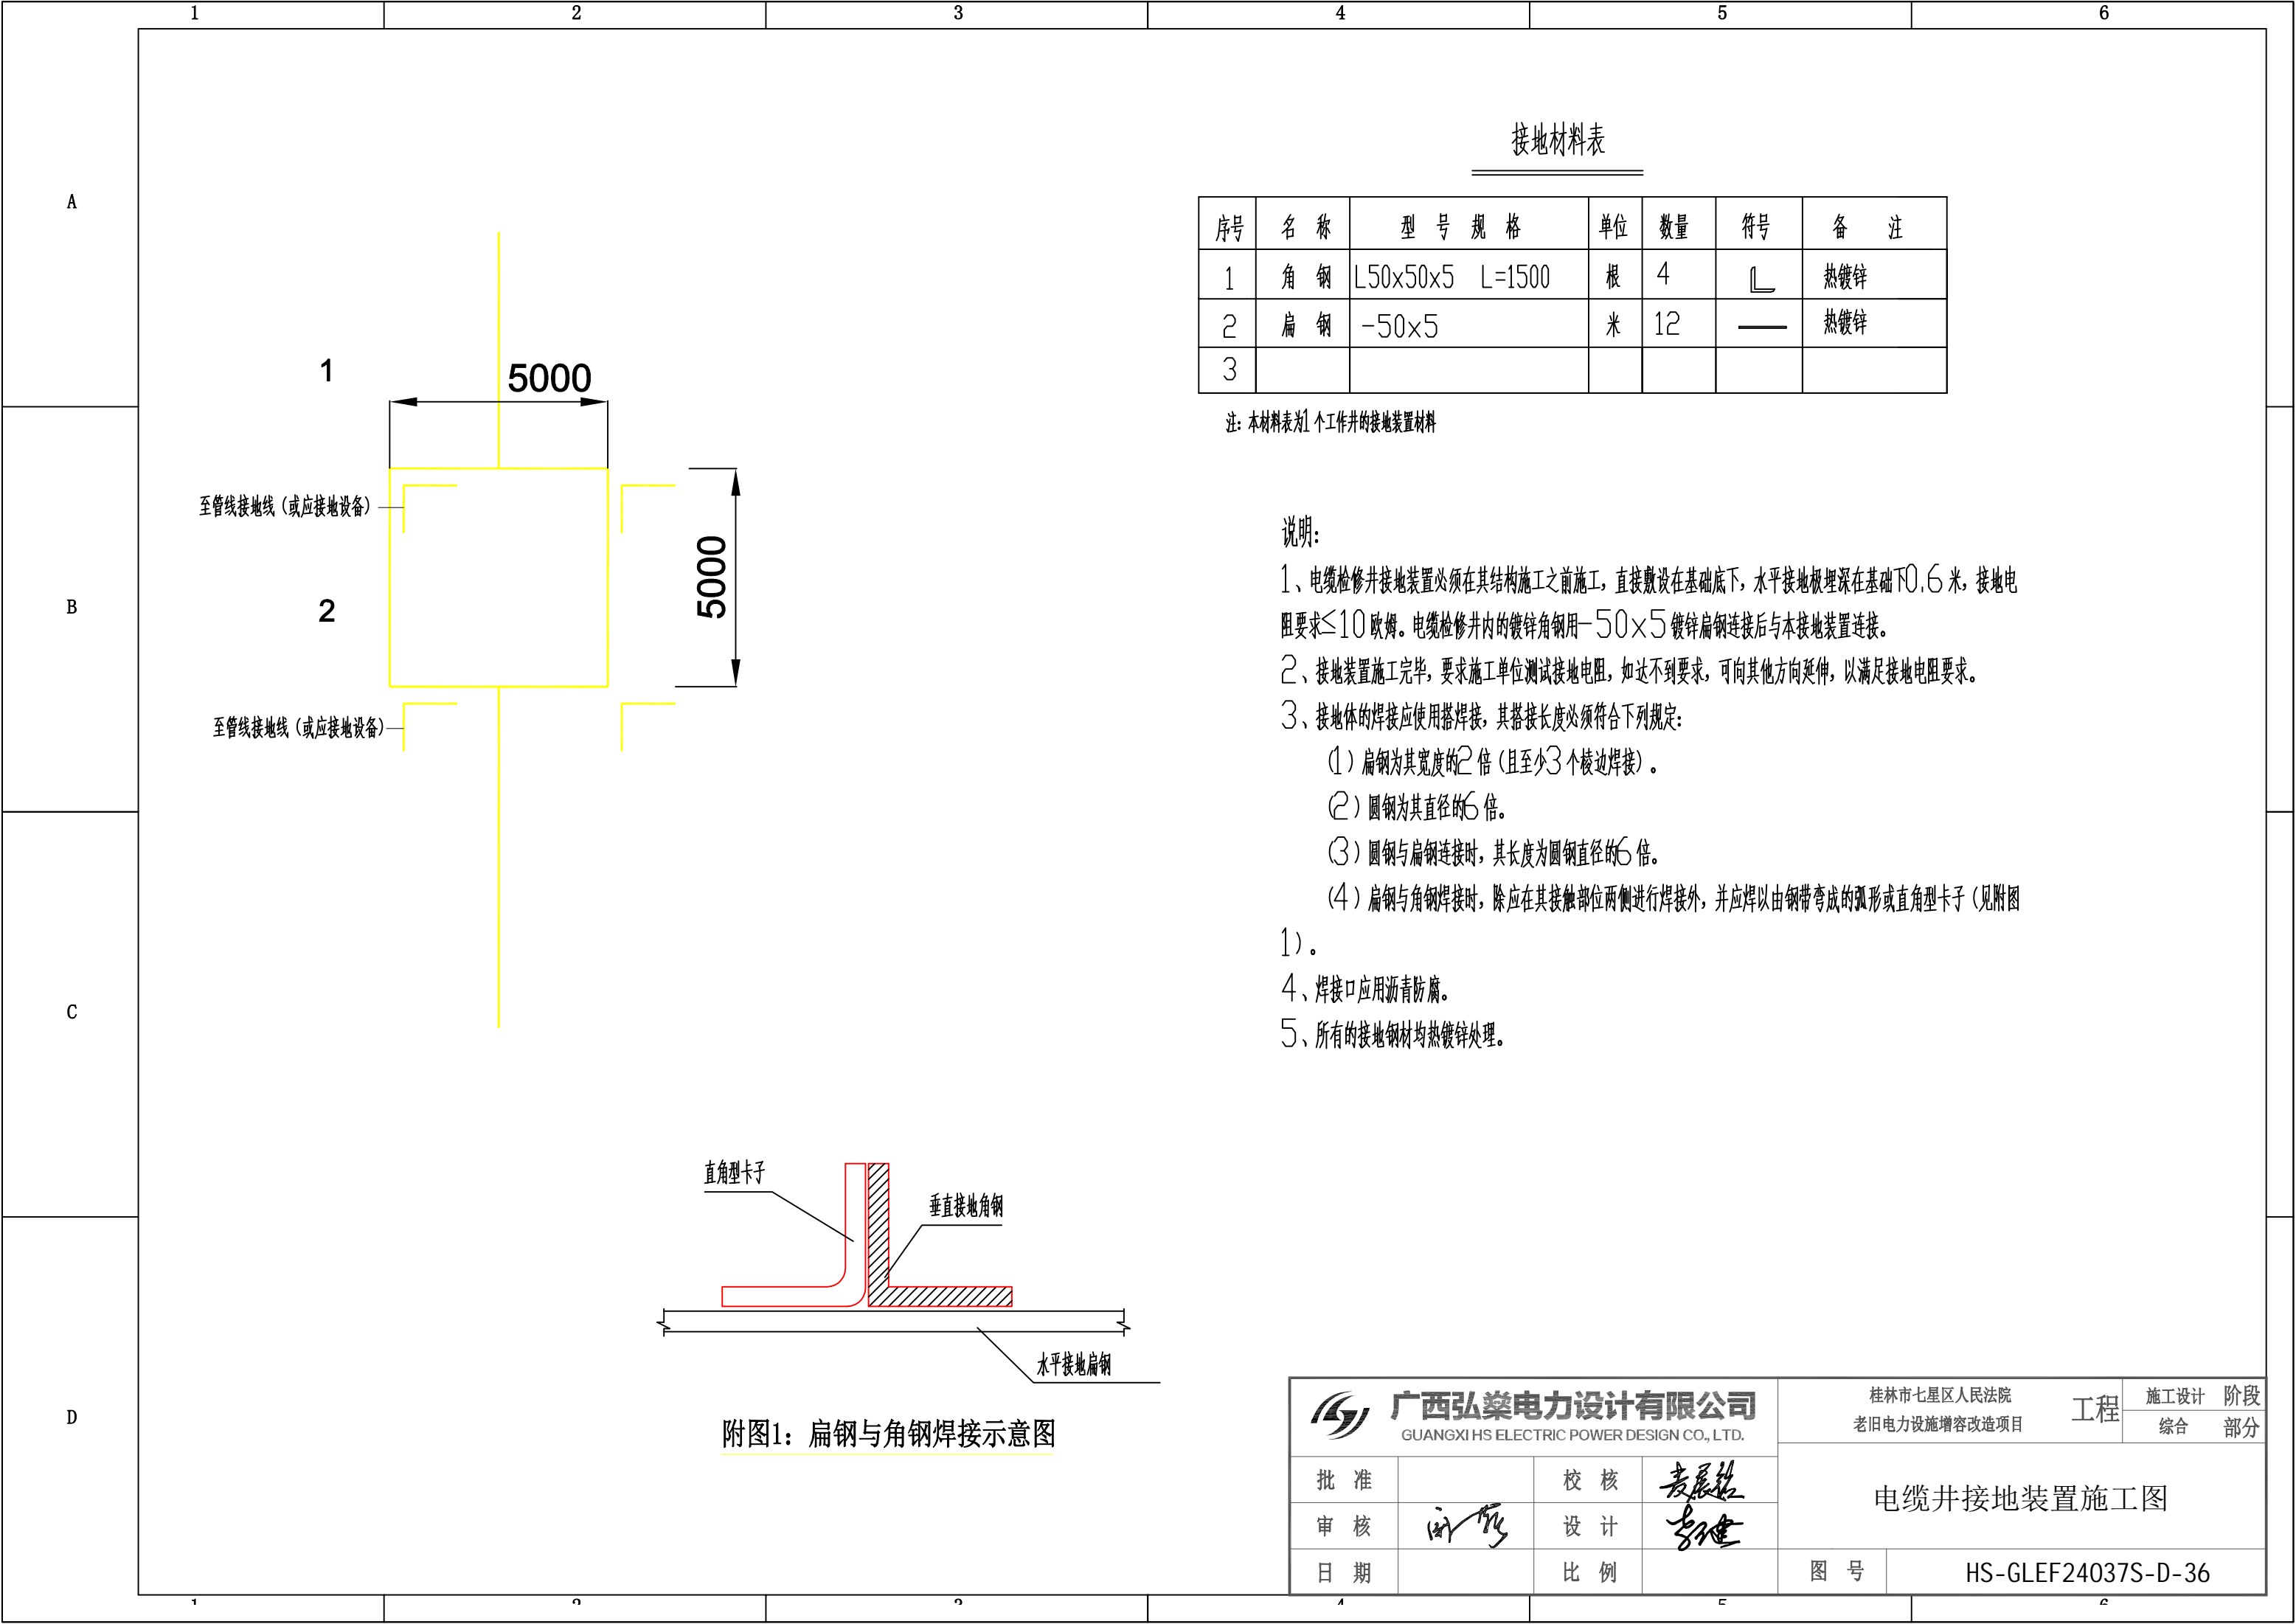 1 2 3 4 5 6
A
B
C
D
接地材料表
序号 名 称 型 号 规 格 单位 数量 符号 备 注
1 角 钢 L50x50x5 L=1500 根 4 热镀锌
2 扁 钢 -50x5 米 12 热镀锌
3
注：本材料表为1个工作井的接地装置材料
1
5000
至管线接地线（或应接地设备）
5000
2
至管线接地线（或应接地设备）
说明：
1、电缆检修井接地装置必须在其结构施工之前施工，直接敷设在基础底下，水平接地极埋深在基础下0.6米，接地电
阻要求≤10欧姆。电缆检修井内的镀锌角钢用-50x5镀锌扁钢连接后与本接地装置连接。
2、接地装置施工完毕，要求施工单位测试接地电阻，如达不到要求，可向其他方向延伸，以满足接地电阻要求。
3、接地体的焊接应使用搭焊接，其搭接长度必须符合下列规定：
（1）扁钢为其宽度的2倍（且至少3个棱边焊接）。
（2）圆钢为其直径的6倍。
（3）圆钢与扁钢连接时，其长度为圆钢直径的6倍。
（4）扁钢与角钢焊接时，除应在其接触部位两侧进行焊接外，并应焊以由钢带弯成的弧形或直角型卡子（见附图
1）。
4、焊接口应用沥青防腐。
5、所有的接地钢材均热镀锌处理。
直角型卡子
垂直接地角钢
水平接地扁钢
附图1：扁钢与角钢焊接示意图
广西弘燊电力设计有限公司
GUANGXI HS ELECTRIC POWER DESIGN CO., LTD.
桂林市七星区人民法院
老旧电力设施增容改造项目
工程
施工设计 阶段
综合 部分
批 准 校 核
审 核 设 计
日 期 比 例
电缆井接地装置施工图
图 号 HS-GLEF24037S-D-36